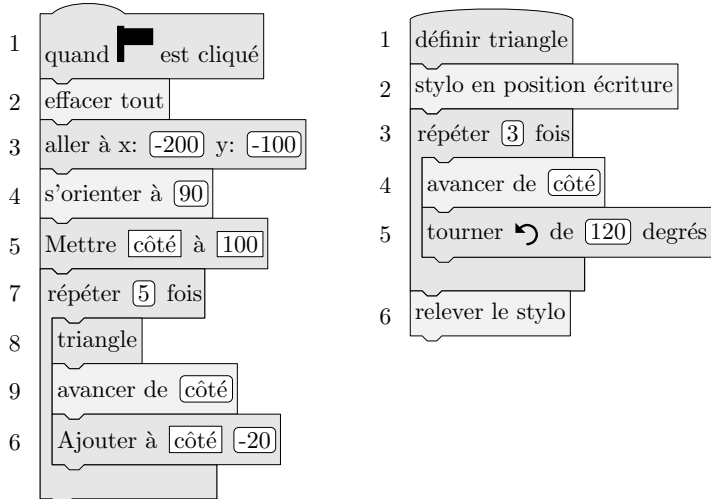 1 quand est cliqué
2 effacer tout
3 aller à x: -200 y: -100
4 s'orienter à 90
5 Mettre côté à 100
7 répéter 5 fois
8 triangle
9 avancer de côté
6 Ajouter à côté -20
1 définir triangle
2 stylo en position écriture
3 répéter 3 fois
4 avancer de côté
5 tourner de 120 degrés
6 relever le stylo